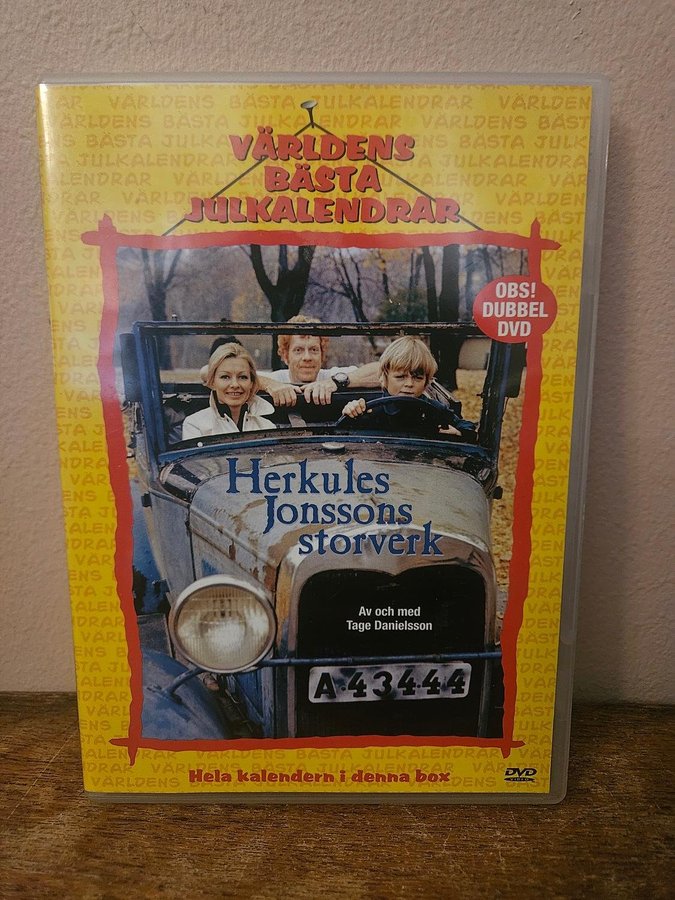 VÄRLDENS
BÄSTA
JULKALENDRAR
OBS!
DUBBEL
DVD
Herkules
Jonssons
storverk
Av och med
Tage Danielsson
A 43444
Hela kalendern i denna box
DVD
VIDEO